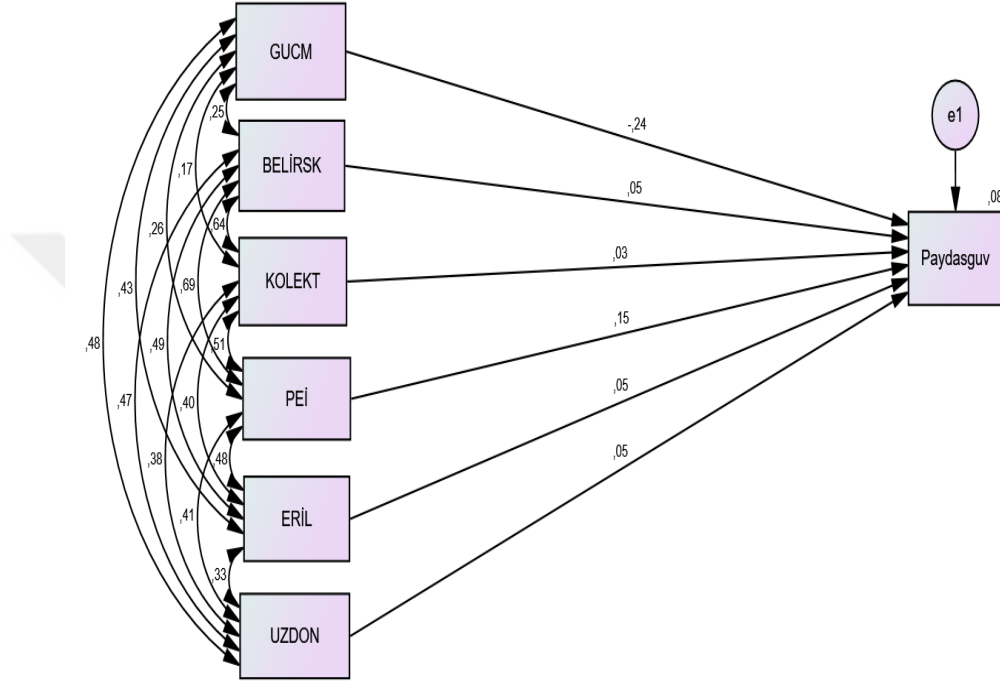 GUCM
BELİRSK
KOLEKT
PEİ
ERİL
UZDON
e1
Paydasguv
,08
-,24
,05
,03
,15
,05
,05
,25
,17
,64
,26
,69
,51
,43
,49
,40
,48
,48
,47
,38
,41
,33